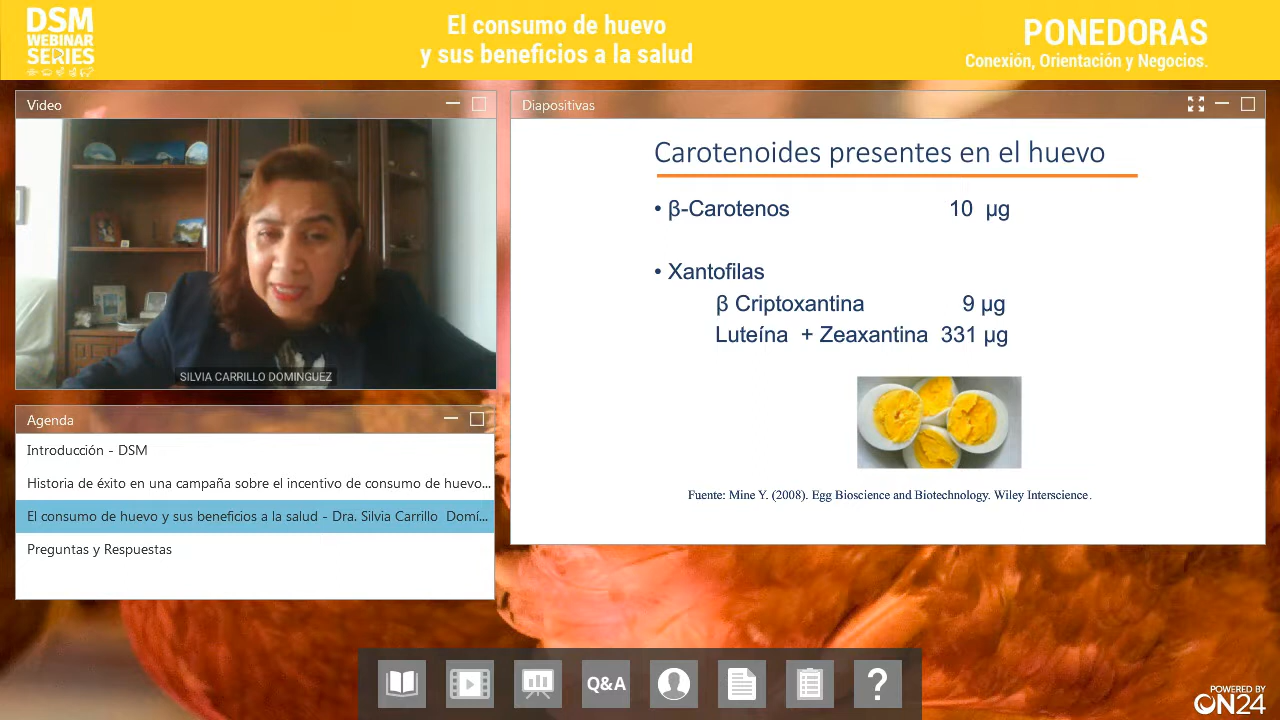 DSM
WEBINAR
SERIES
El consumo de huevo
y sus beneficios a la salud
PONEDORAS
Conexión, Orientación y Negocios.
Video
SILVIA CARRILLO DOMINGUEZ
Agenda
Introducción - DSM
Historia de éxito en una campaña sobre el incentivo de consumo de huevo...
El consumo de huevo y sus beneficios a la salud - Dra. Silvia Carrillo Domí...
Preguntas y Respuestas
Diapositivas
Carotenoides presentes en el huevo
• β-Carotenos 10 µg
• Xantofilas
β Criptoxantina 9 µg
Luteína + Zeaxantina 331 µg
Fuente: Mine Y. (2008). Egg Bioscience and Biotechnology. Wiley Interscience.
Q&A
?
POWERED BY
ON24